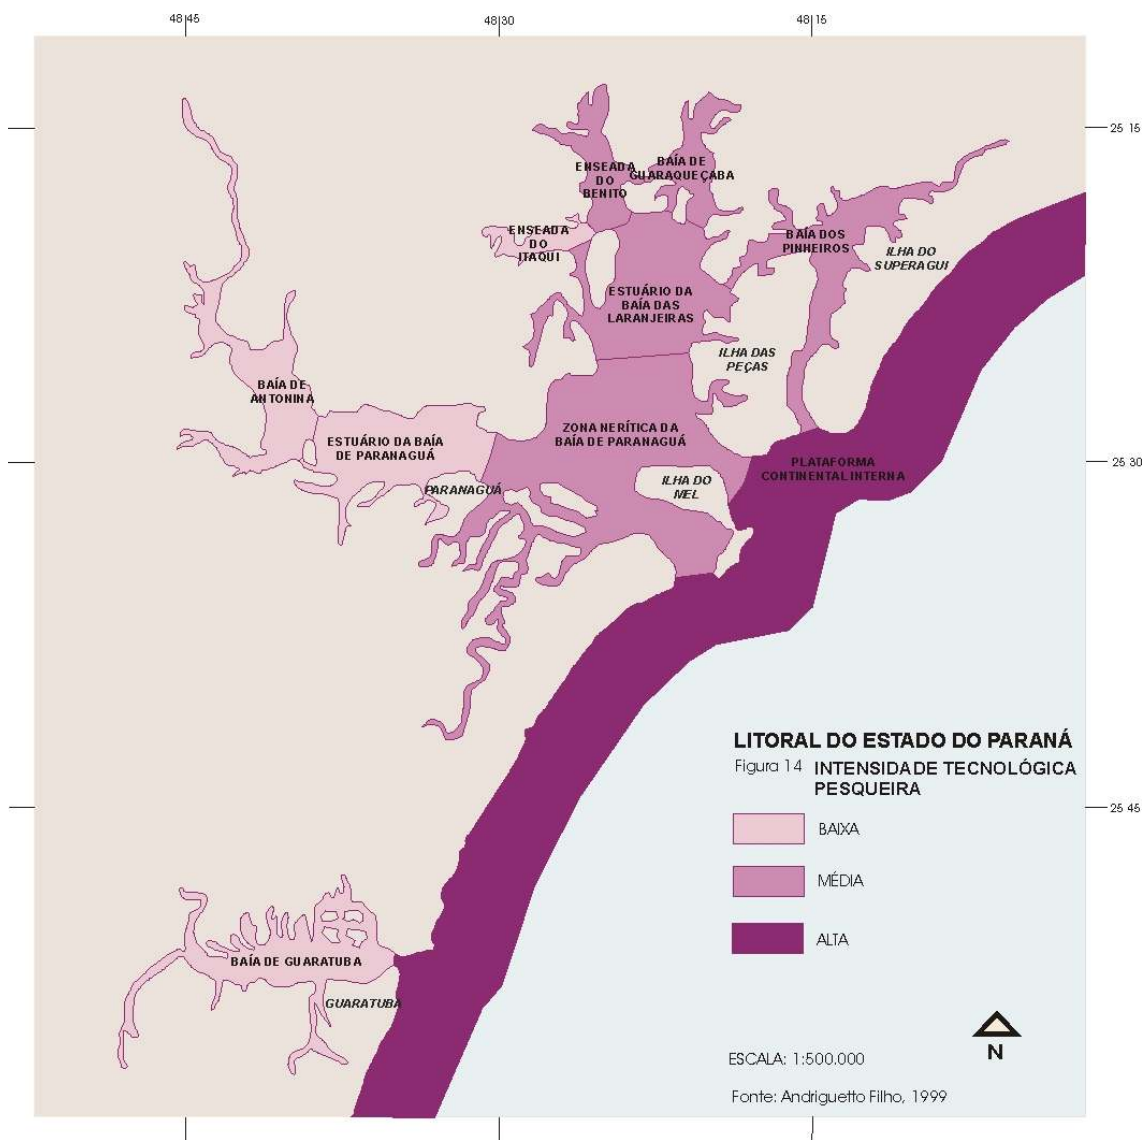 48|45
48|30
48|15
25 15
ENSEADA
DO
BENITO
BAÍA DE
GUARAQUEÇABA
ENSEADA
DO
ITAQUI
BAÍA DOS
PINHEIROS
ILHA DO
SUPERAGUI
ESTUÁRIO DA
BAÍA DAS
LARANJEIRAS
ILHA DAS
PEÇAS
BAÍA DE
ANTONINA
ESTUÁRIO DA BAÍA
DE PARANAGUÁ
ZONA NERÍTICA DA
BAÍA DE PARANAGUÁ
25 30
PLATAFORMA
CONTINENTAL INTERNA
PARANAGUÁ
ILHA DO
MEL
LITORAL DO ESTADO DO PARANÁ
Figura 14 INTENSIDADE TECNOLÓGICA
PESQUEIRA
25 45
BAIXA
MÉDIA
ALTA
BAÍA DE GUARATUBA
GUARATUBA
N
ESCALA: 1:500.000
Fonte: Andriguetto Filho, 1999